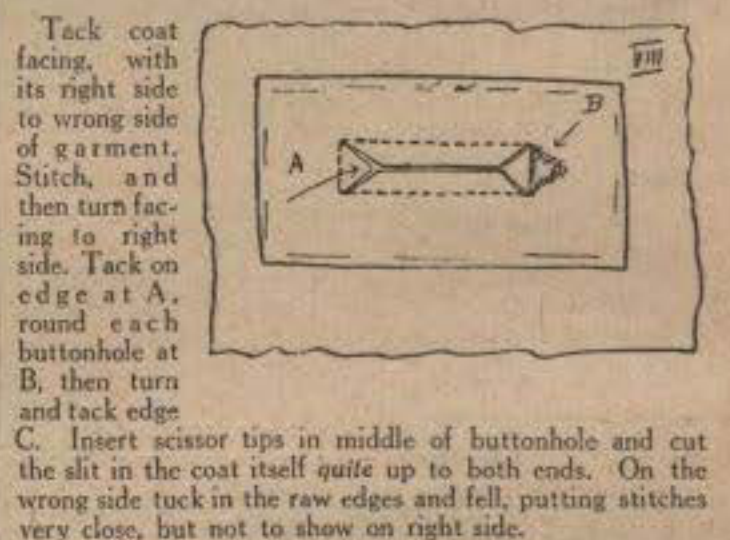 Tack coat
facing, with
its right side
to wrong side
of garment.
Stitch, and
then turn fac-
ing to right
side. Tack on
edge at A,
round each
buttonhole at
B, then turn
and tack edge
C. Insert scissor tips in middle of buttonhole and cut
the slit in the coat itself quite up to both ends. On the
wrong side tuck in the raw edges and fell, putting stitches
very close, but not to show on right side.
A
B